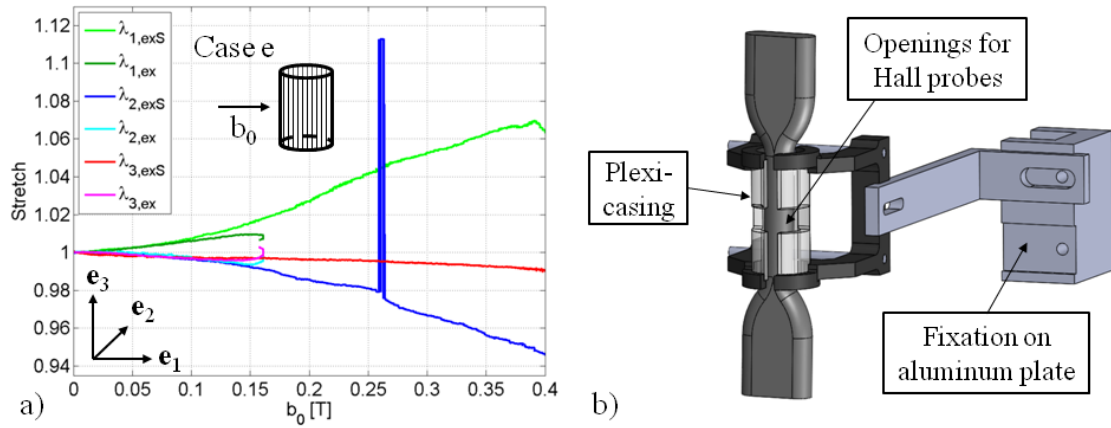 1.12
1.1
1.08
1.06
1.04
1.02
1
0.98
0.96
0.94
Stretch
λ1,exS
λ1,ex
λ2,exS
λ2,ex
λ3,exS
λ3,ex
Case e
b0
e3
e2
e1
0
0.05
0.1
0.15
0.2
0.25
0.3
0.35
0.4
b0 [T]
a)
Openings for
Hall probes
Plexi-
casing
Fixation on
aluminum plate
b)